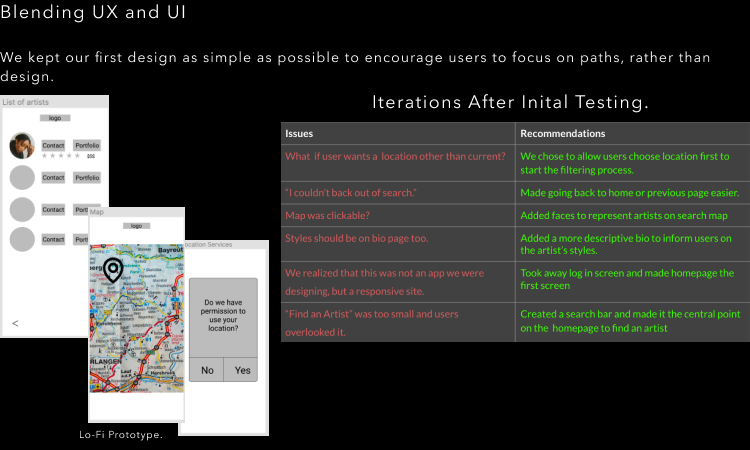 Blending UX and UI
We kept our first design as simple as possible to encourage users to focus on paths, rather than
design.
Iterations After Inital Testing.
List of artists
logo
Contact Portfolio
$$$
Contact Portfolio
Contact Portf
Contact Portf
<
Map
logo
Bayreut
ERLANGEN
ocation Services
Do we have
permission to
use your
location?
No Yes
Lo-Fi Prototype.
Issues Recommendations
What if user wants a location other than current? We chose to allow users choose location first to
start the filtering process.
"I couldn't back out of search." Made going back to home or previous page easier.
Map was clickable? Added faces to represent artists on search map
Styles should be on bio page too. Added a more descriptive bio to inform users on
the artist's styles.
We realized that this was not an app we were Took away log in screen and made homepage the
designing, but a responsive site. first screen
"Find an Artist" was too small and users Created a search bar and made it the central point
overlooked it. on the homepage to find an artist